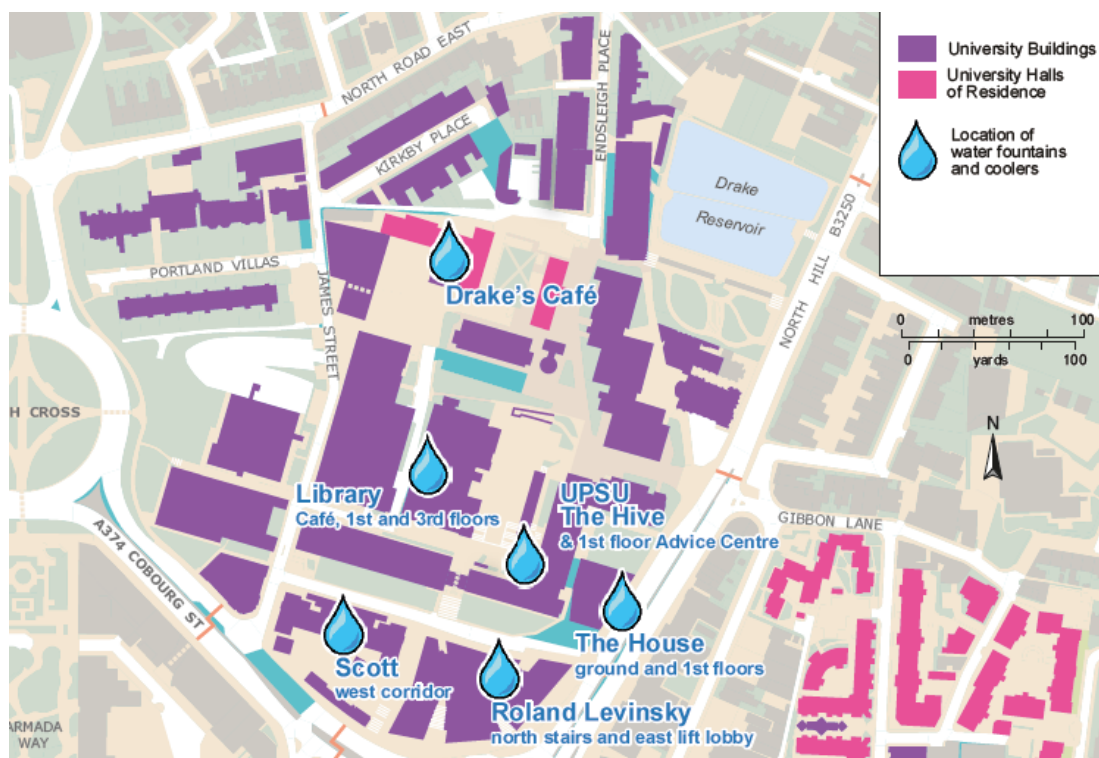 NORTH ROAD EAST
KIRKBY PLACE
ENDSLEIGH PLACE
Drake
Reservoir
NORTH HILL B3250
University Buildings
University Halls
of Residence
Location of
water fountains
and coolers
0 metres 100
0 yards 100
N
PORTLAND VILLAS
JAMES STREET
Drake's Café
H CROSS
Library
Café, 1st and 3rd floors
UPSU
The Hive
& 1st floor Advice Centre
GIBBON LANE
A374 COBOURG ST
The House
ground and 1st floors
Scott
west corridor
Roland Levinsky
north stairs and east lift lobby
ARMADA
WAY